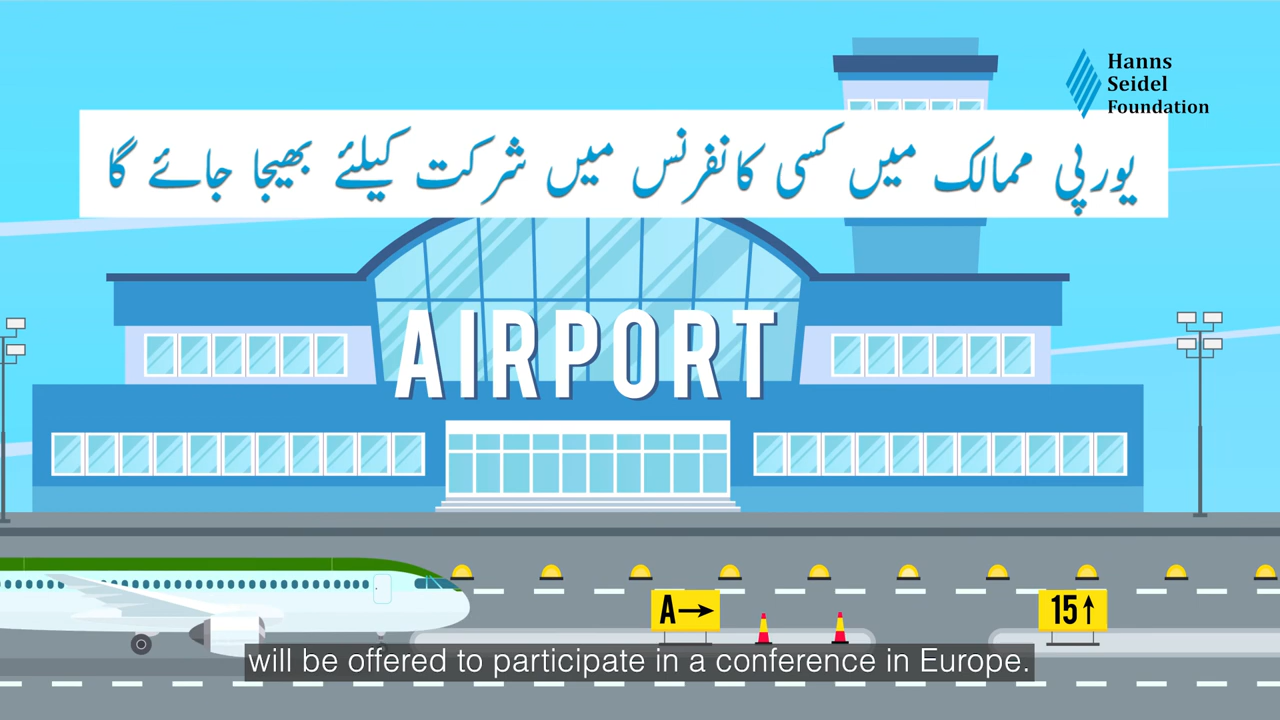 Hanns
Seidel
Foundation
یورپی ممالک میں کسی کانفرنس میں شرکت کیلئے بھیجا جائے گا
AIRPORT
A→
15↑
will be offered to participate in a conference in Europe.